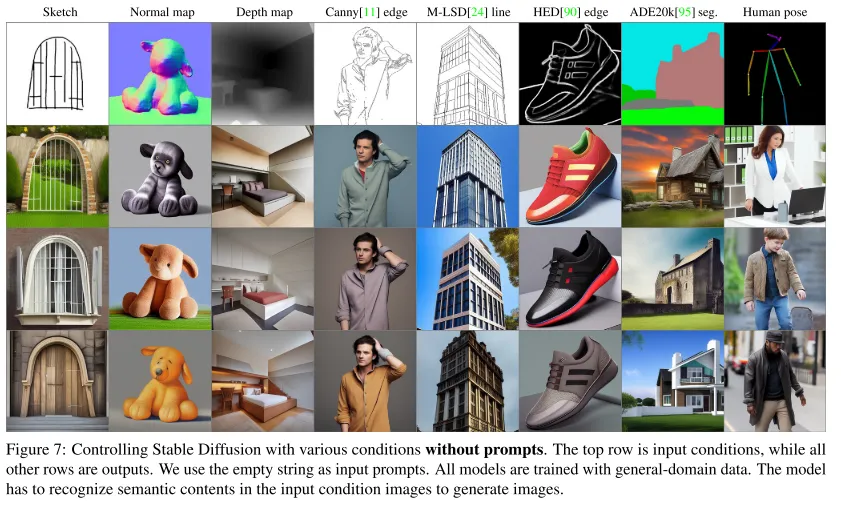 Sketch Normal map Depth map Canny[11] edge M-LSD[24] line HED[90] edge ADE20k[95] seg. Human pose
Figure 7: Controlling Stable Diffusion with various conditions without prompts. The top row is input conditions, while all
other rows are outputs. We use the empty string as input prompts. All models are trained with general-domain data. The model
has to recognize semantic contents in the input condition images to generate images.